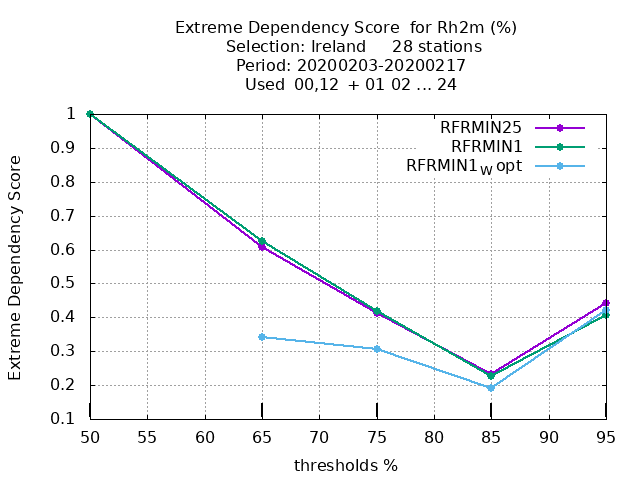 Extreme Dependency Score  for Rh2m (%)
Selection: Ireland     28 stations
Period: 20200203-20200217
Used  00,12  + 01 02 ... 24
RFRMIN25
RFRMIN1
RFRMIN1W opt
Extreme Dependency Score
1
0.9
0.8
0.7
0.6
0.5
0.4
0.3
0.2
0.1
50 55 60 65 70 75 80 85 90 95
thresholds %